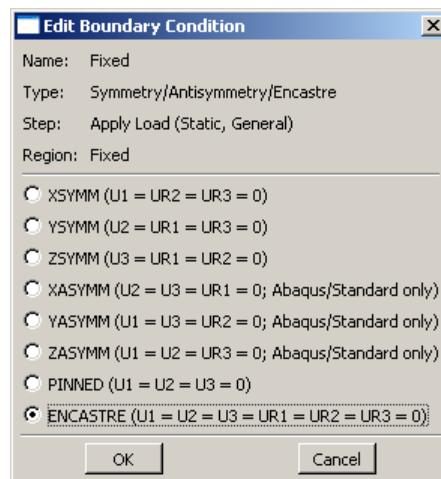 Edit Boundary Condition
Name: Fixed
Type: Symmetry/Antisymmetry/Encastre
Step: Apply Load (Static, General)
Region: Fixed
XSYMM (U1 = UR2 = UR3 = 0)
YSYMM (U2 = UR1 = UR3 = 0)
ZSYMM (U3 = UR1 = UR2 = 0)
XASYMM (U2 = U3 = UR1 = 0; Abaqus/Standard only)
YASYMM (U1 = U3 = UR2 = 0; Abaqus/Standard only)
ZASYMM (U1 = U2 = UR3 = 0; Abaqus/Standard only)
PINNED (U1 = U2 = U3 = 0)
ENCASTRE (U1 = U2 = U3 = UR1 = UR2 = UR3 = 0)
OK Cancel